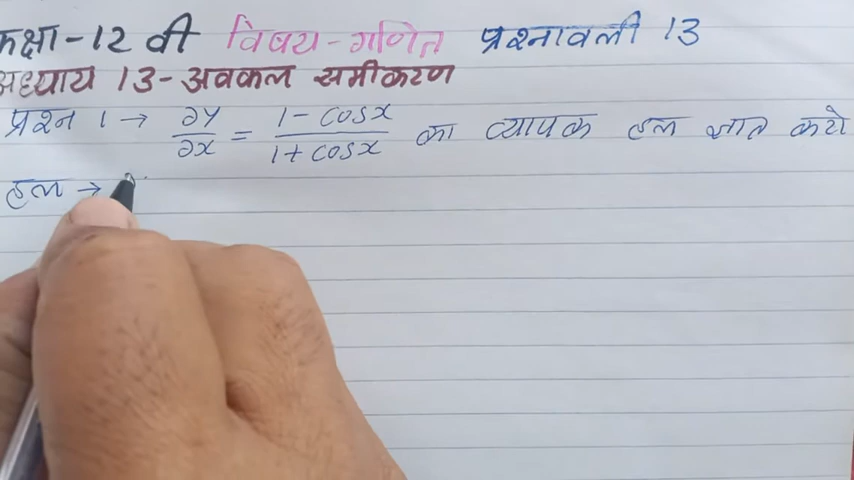 कक्षा-12 वी विषय-गणित प्रश्नावली 13
अध्याय 13-अवकल समीकरण
प्रश्न 1 → ∂y/∂x = 1-cosx/1+cosx का व्यापक हल ज्ञात करो
हल →